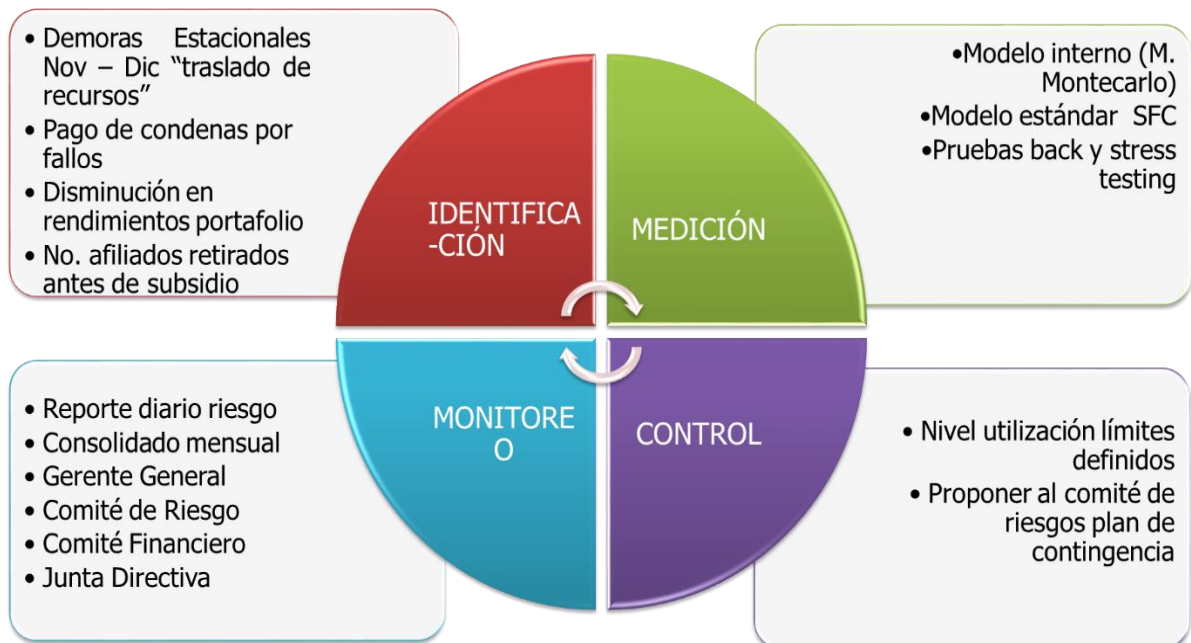 • Demoras Estacionales
Nov – Dic “traslado de
recursos”
• Pago de condenas por
fallos
• Disminución en
rendimientos portafolio
• No. afiliados retirados
antes de subsidio
IDENTIFICA
-CIÓN
MEDICIÓN
•Modelo interno (M.
Montecarlo)
•Modelo estándar SFC
•Pruebas back y stress
testing
• Reporte diario riesgo
• Consolidado mensual
• Gerente General
• Comité de Riesgo
• Comité Financiero
• Junta Directiva
MONITORE
O
CONTROL
• Nivel utilización límites
definidos
• Proponer al comité de
riesgos plan de
contingencia